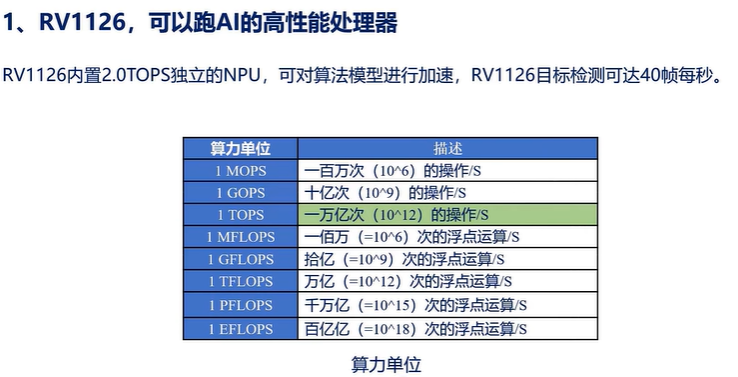 1、RV1126，可以跑AI的高性能处理器
RV1126内置2.0TOPS独立的NPU，可对算法模型进行加速，RV1126目标检测可达40帧每秒。
算力单位 描述
1 MOPS 一百万次（10^6）的操作/S
1 GOPS 十亿次（10^9）的操作/S
1 TOPS 一万亿次（10^12）的操作/S
1 MFLOPS 一佰万（=10^6）次的浮点运算/S
1 GFLOPS 拾亿（=10^9）次的浮点运算/S
1 TFLOPS 万亿（=10^12）次的浮点运算/S
1 PFLOPS 千万亿（=10^15）次的浮点运算/S
1 EFLOPS 百亿亿（=10^18）次的浮点运算/S
算力单位